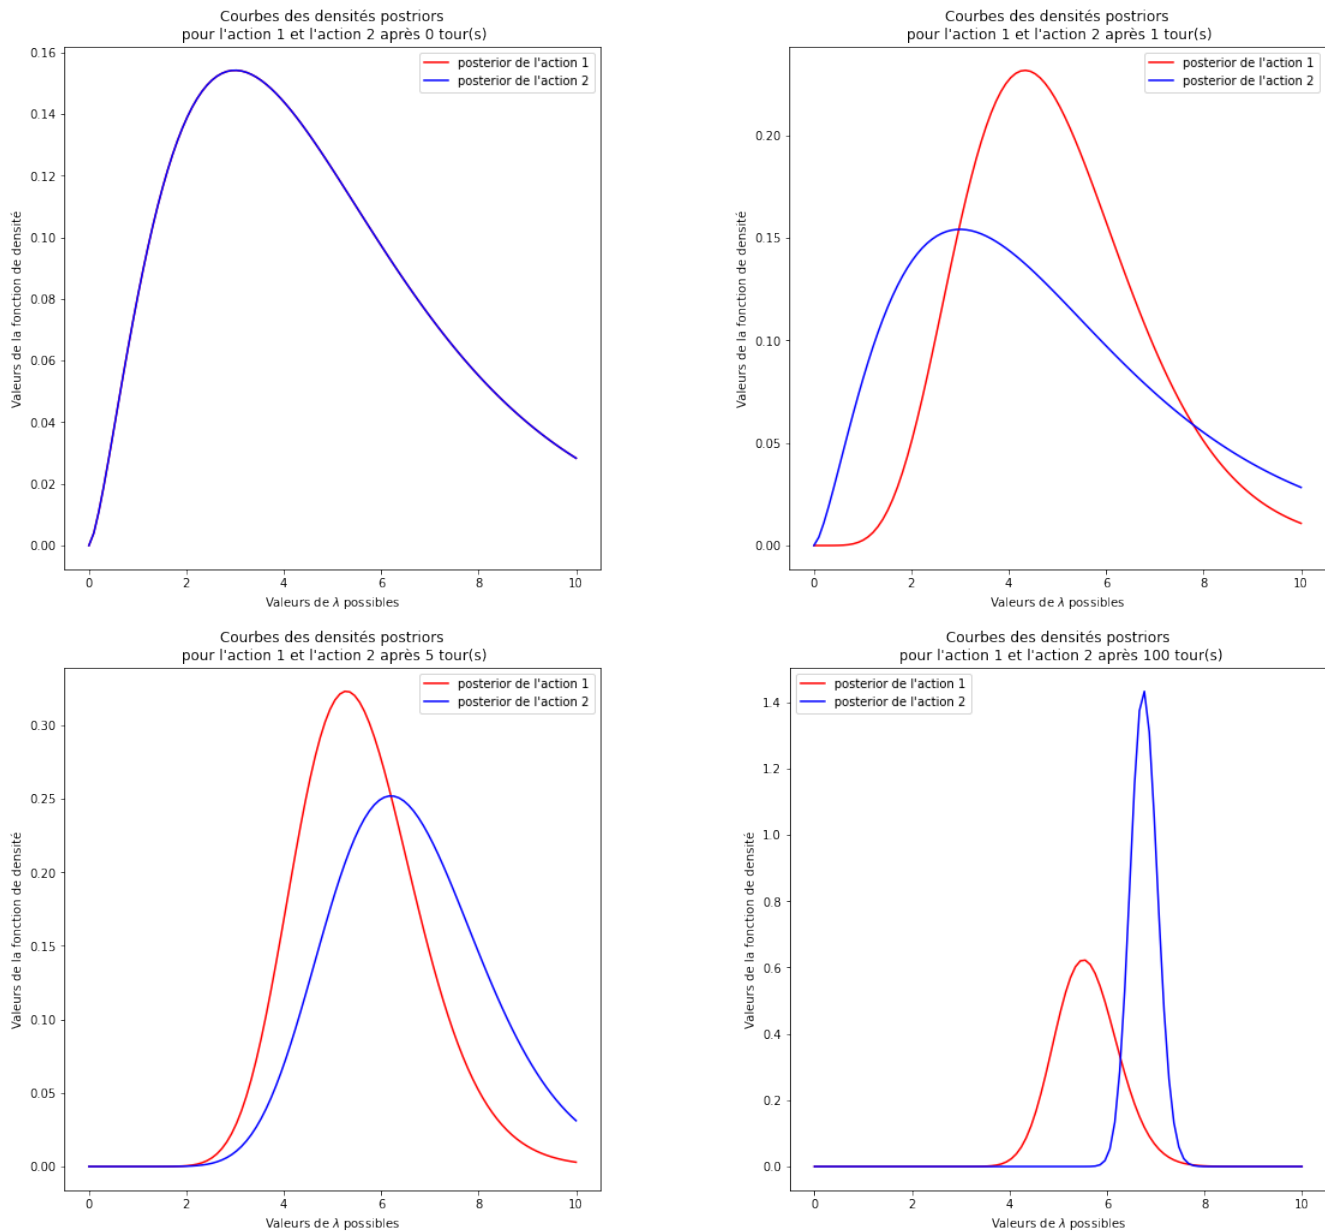 Courbes des densités postriors
pour l'action 1 et l'action 2 après 0 tour(s)
posterior de l'action 1
posterior de l'action 2
Valeurs de la fonction de densité
0.16
0.14
0.12
0.10
0.08
0.06
0.04
0.02
0.00
0 2 4 6 8 10
Valeurs de λ possibles
Courbes des densités postriors
pour l'action 1 et l'action 2 après 1 tour(s)
posterior de l'action 1
posterior de l'action 2
Valeurs de la fonction de densité
0.20
0.15
0.10
0.05
0.00
0 2 4 6 8 10
Valeurs de λ possibles
Courbes des densités postriors
pour l'action 1 et l'action 2 après 5 tour(s)
posterior de l'action 1
posterior de l'action 2
Valeurs de la fonction de densité
0.30
0.25
0.20
0.15
0.10
0.05
0.00
0 2 4 6 8 10
Valeurs de λ possibles
Courbes des densités postriors
pour l'action 1 et l'action 2 après 100 tour(s)
posterior de l'action 1
posterior de l'action 2
Valeurs de la fonction de densité
1.4
1.2
1.0
0.8
0.6
0.4
0.2
0.0
0 2 4 6 8 10
Valeurs de λ possibles